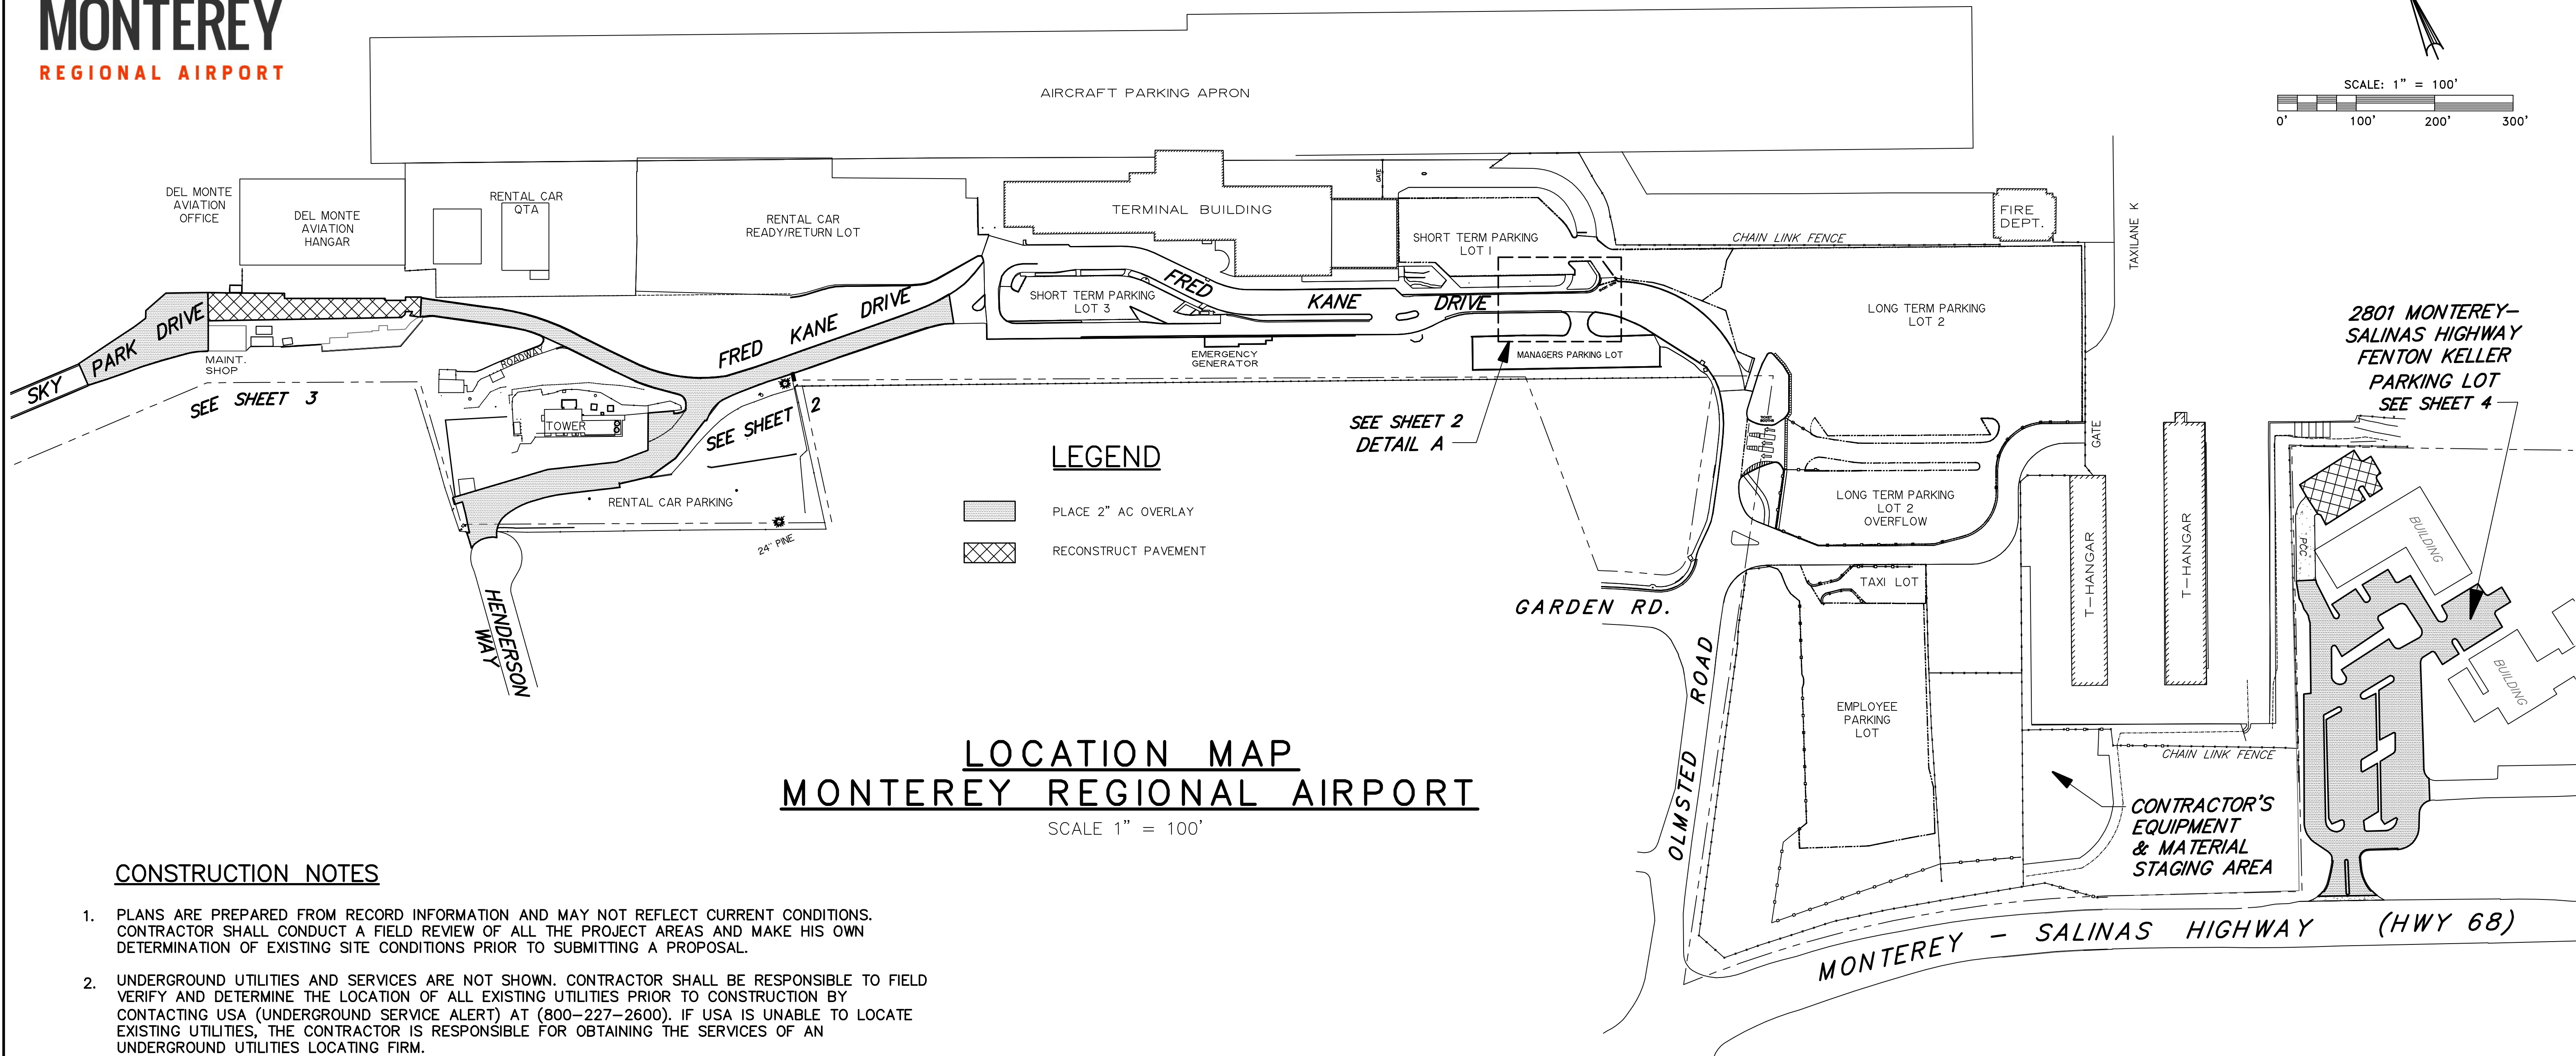 MONTEREY
REGIONAL AIRPORT
SCALE: 1" = 100'
0' 100' 200' 300'
AIRCRAFT PARKING APRON
DEL MONTE
AVIATION
OFFICE
DEL MONTE
AVIATION
HANGAR
RENTAL CAR
QTA
RENTAL CAR
READY/RETURN LOT
TERMINAL BUILDING
GATE
SHORT TERM PARKING
LOT 1
CHAIN LINK FENCE
FIRE
DEPT.
TAXILANE K
SKY PARK DRIVE
MAINT.
SHOP
SEE SHEET 3
ROADWAY
TOWER
FRED KANE DRIVE
SEE SHEET 2
RENTAL CAR PARKING
24" PINE
HENDERSON
WAY
SHORT TERM PARKING
LOT 3
FRED KANE DRIVE
EMERGENCY
GENERATOR
MANAGERS PARKING LOT
SEE SHEET 2
DETAIL A
LONG TERM PARKING
LOT 2
LONG TERM PARKING
LOT 2
OVERFLOW
GATE
T-HANGAR
T-HANGAR
2801 MONTEREY-
SALINAS HIGHWAY
FENTON KELLER
PARKING LOT
SEE SHEET 4
PCC
BUILDING
BUILDING
LEGEND
PLACE 2" AC OVERLAY
RECONSTRUCT PAVEMENT
GARDEN RD.
TAXI LOT
OLMSTED ROAD
EMPLOYEE
PARKING
LOT
CHAIN LINK FENCE
CONTRACTOR'S
EQUIPMENT
& MATERIAL
STAGING AREA
MONTEREY - SALINAS HIGHWAY (HWY 68)
LOCATION MAP
MONTEREY REGIONAL AIRPORT
SCALE 1" = 100'
CONSTRUCTION NOTES
1. PLANS ARE PREPARED FROM RECORD INFORMATION AND MAY NOT REFLECT CURRENT CONDITIONS.
CONTRACTOR SHALL CONDUCT A FIELD REVIEW OF ALL THE PROJECT AREAS AND MAKE HIS OWN
DETERMINATION OF EXISTING SITE CONDITIONS PRIOR TO SUBMITTING A PROPOSAL.
2. UNDERGROUND UTILITIES AND SERVICES ARE NOT SHOWN. CONTRACTOR SHALL BE RESPONSIBLE TO FIELD
VERIFY AND DETERMINE THE LOCATION OF ALL EXISTING UTILITIES PRIOR TO CONSTRUCTION BY
CONTACTING USA (UNDERGROUND SERVICE ALERT) AT (800-227-2600). IF USA IS UNABLE TO LOCATE
EXISTING UTILITIES, THE CONTRACTOR IS RESPONSIBLE FOR OBTAINING THE SERVICES OF AN
UNDERGROUND UTILITIES LOCATING FIRM.